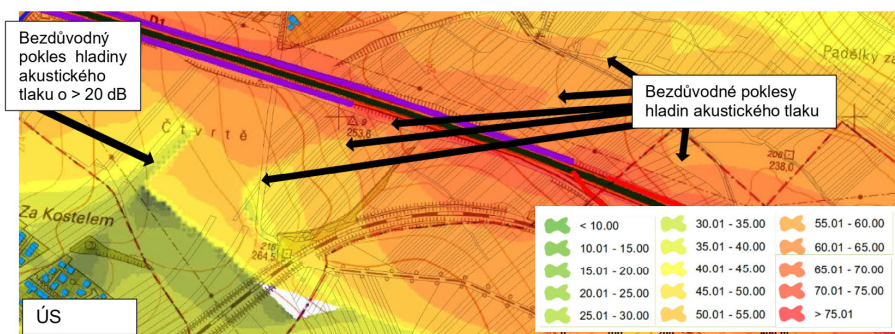 Bezdůvodný
pokles hladiny
akustického
tlaku o > 20 dB
D1
Padělky za
Bezdůvodné poklesy
hladin akustického tlaku
Čtvrtě
9
253,6
206
238,0
Za Kostelem
216
264,5
ÚS
< 10.00
10.01 - 15.00
15.01 - 20.00
20.01 - 25.00
25.01 - 30.00
30.01 - 35.00
35.01 - 40.00
40.01 - 45.00
45.01 - 50.00
50.01 - 55.00
55.01 - 60.00
60.01 - 65.00
65.01 - 70.00
70.01 - 75.00
> 75.01